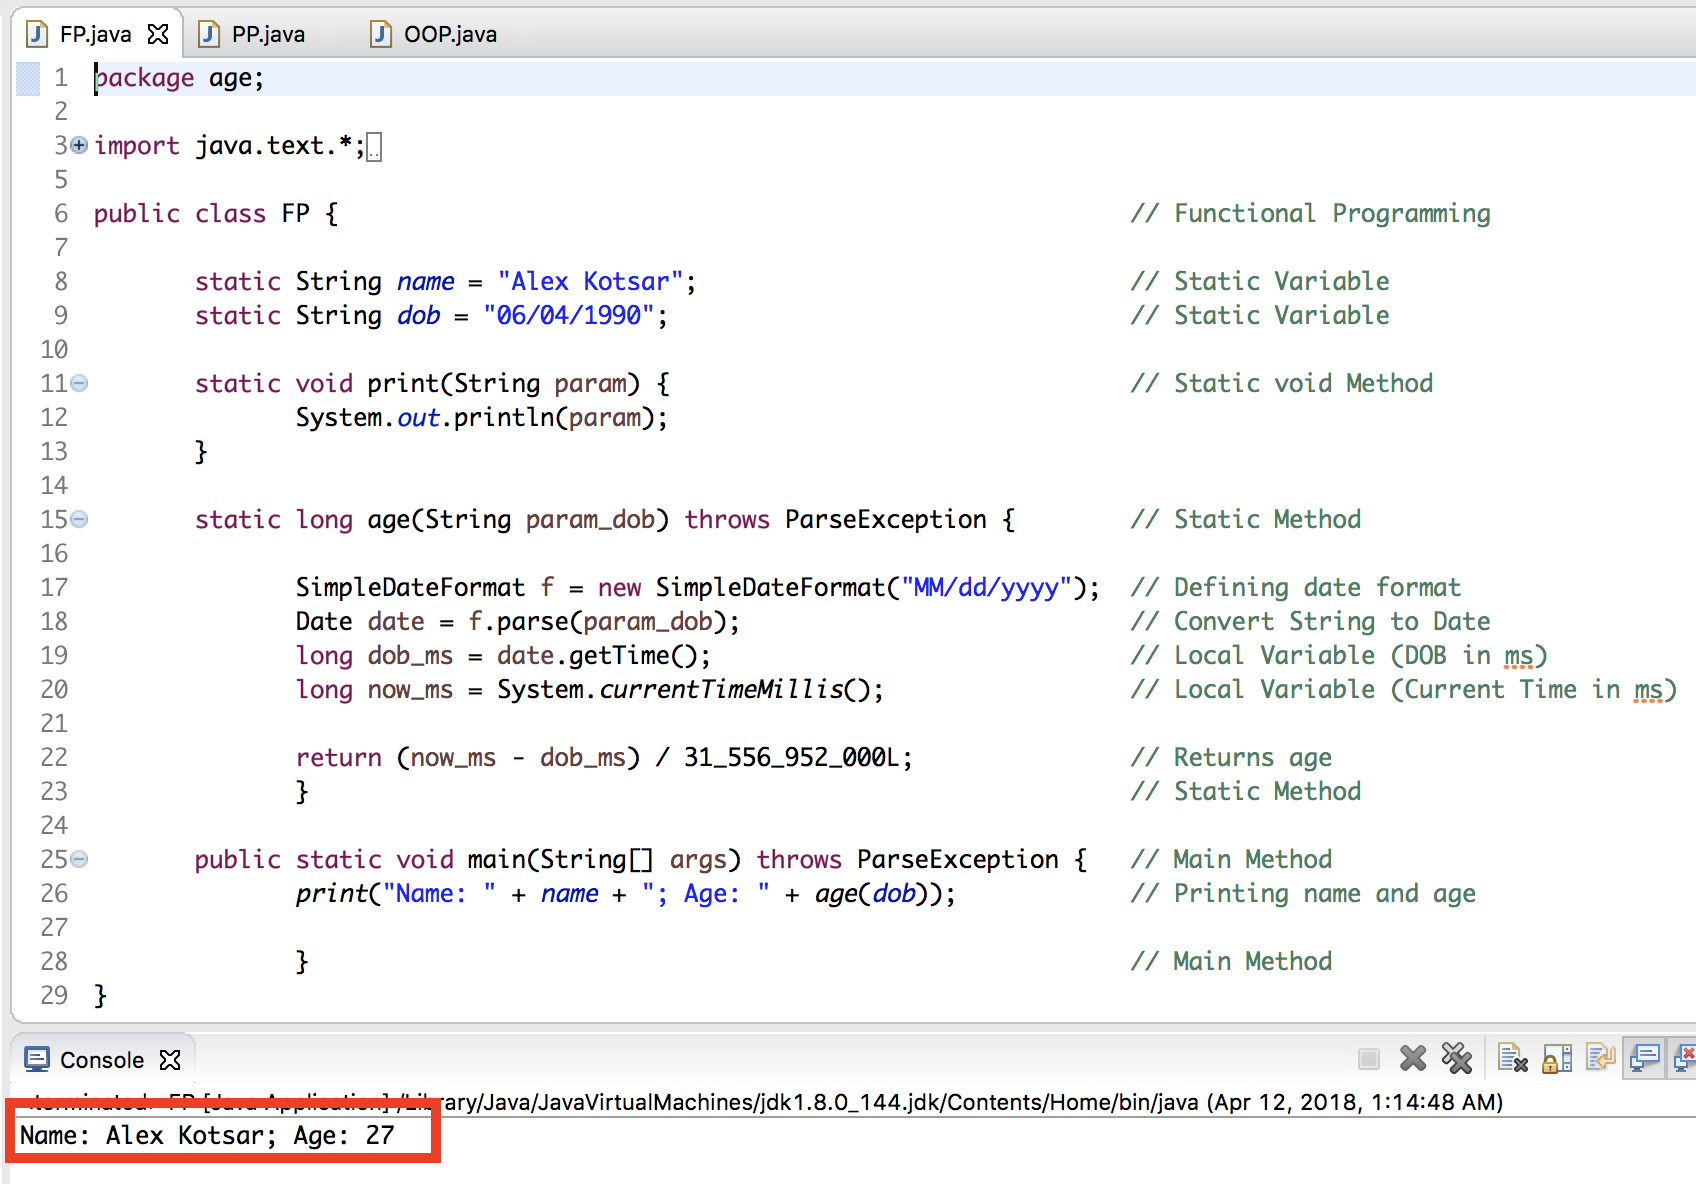 FP.java PP.java OOP.java
1 package age;
2
3 import java.text.*;
5
6 public class FP { // Functional Programming
7
8 static String name = "Alex Kotsar"; // Static Variable
9 static String dob = "06/04/1990"; // Static Variable
10
11 static void print(String param) { // Static void Method
12 System.out.println(param);
13 }
14
15 static long age(String param_dob) throws ParseException { // Static Method
16
17 SimpleDateFormat f = new SimpleDateFormat("MM/dd/yyyy"); // Defining date format
18 Date date = f.parse(param_dob); // Convert String to Date
19 long dob_ms = date.getTime(); // Local Variable (DOB in ms)
20 long now_ms = System.currentTimeMillis(); // Local Variable (Current Time in ms)
21
22 return (now_ms - dob_ms) / 31_556_952_000L; // Returns age
23 } // Static Method
24
25 public static void main(String[] args) throws ParseException { // Main Method
26 print("Name: " + name + "; Age: " + age(dob)); // Printing name and age
27
28 } // Main Method
29 }
Console
<terminated> FP [Java Application] /Library/Java/JavaVirtualMachines/jdk1.8.0_144.jdk/Contents/Home/bin/java (Apr 12, 2018, 1:14:48 AM)
Name: Alex Kotsar; Age: 27